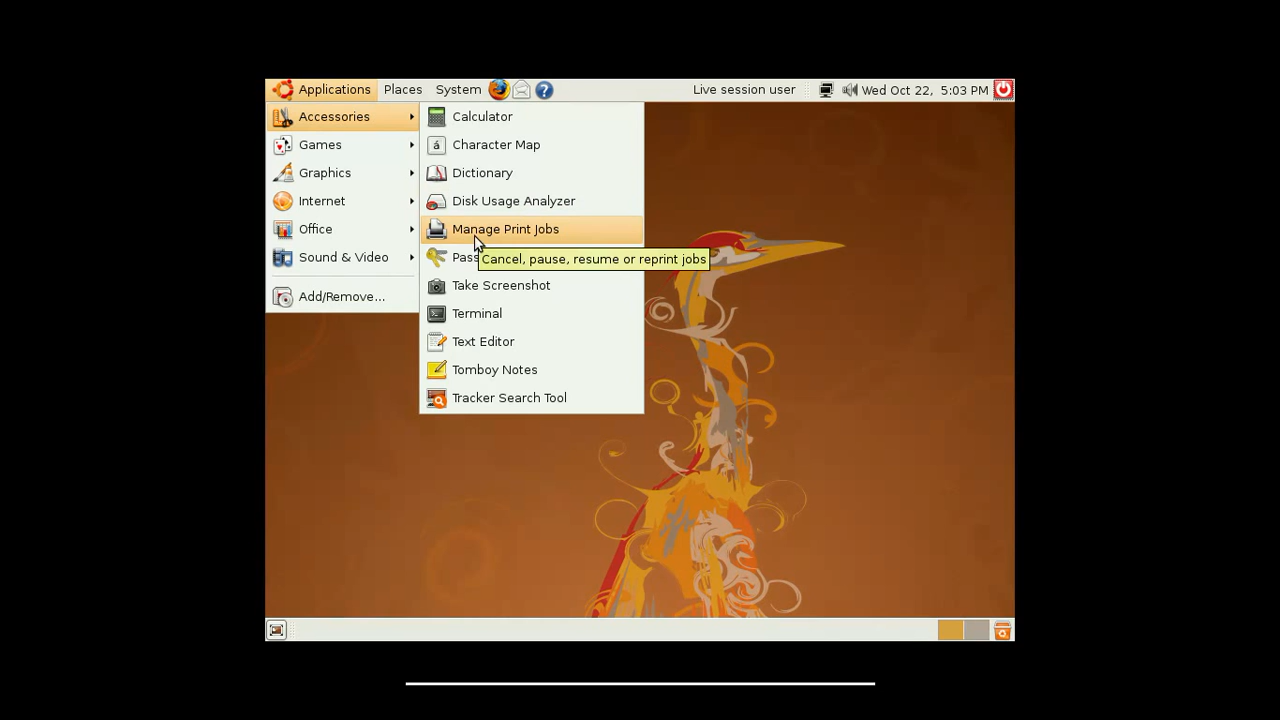 Applications Places System Live session user Wed Oct 22, 5:03 PM
Accessories
Games
Graphics
Internet
Office
Sound & Video
Add/Remove...
Calculator
Character Map
Dictionary
Disk Usage Analyzer
Manage Print Jobs
Pass
Cancel, pause, resume or reprint jobs
Take Screenshot
Terminal
Text Editor
Tomboy Notes
Tracker Search Tool